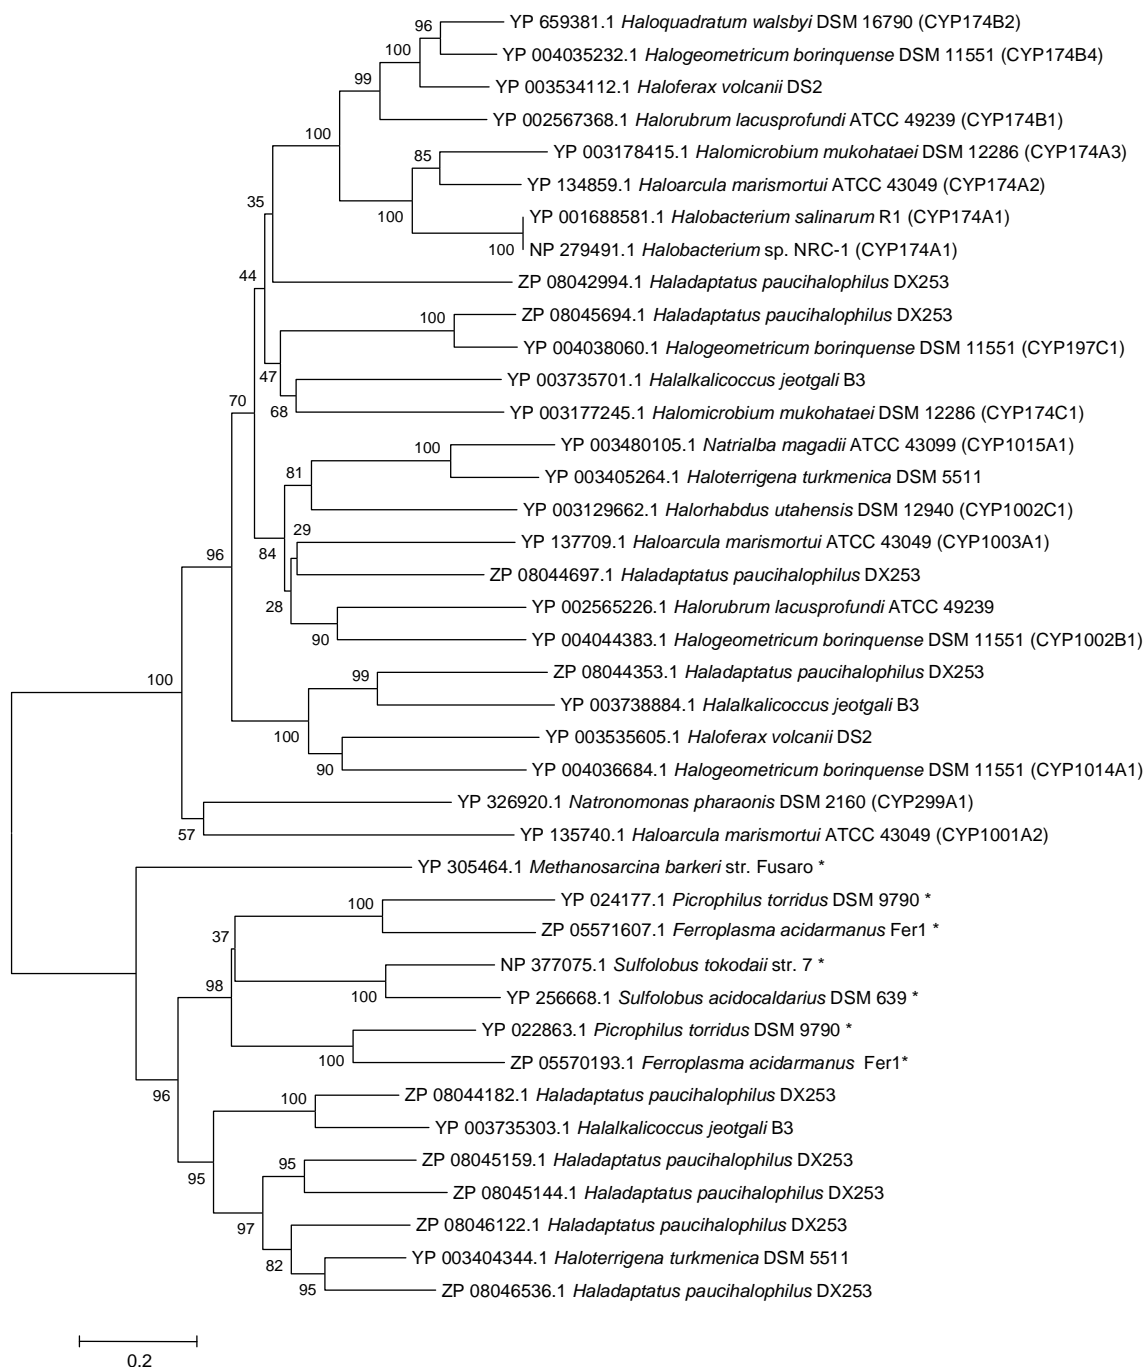 YP 659381.1 Haloquadratum walsbyi DSM 16790 (CYP174B2)
96
YP 004035232.1 Halogeometricum borinquense DSM 11551 (CYP174B4)
100
YP 003534112.1 Haloferax volcanii DS2
99
YP 002567368.1 Halorubrum lacusprofundi ATCC 49239 (CYP174B1)
100
YP 003178415.1 Halomicrobium mukohataei DSM 12286 (CYP174A3)
85
YP 134859.1 Haloarcula marismortui ATCC 43049 (CYP174A2)
35
100
YP 001688581.1 Halobacterium salinarum R1 (CYP174A1)
100
NP 279491.1 Halobacterium sp. NRC-1 (CYP174A1)
44
ZP 08042994.1 Haladaptatus paucihalophilus DX253
ZP 08045694.1 Haladaptatus paucihalophilus DX253
100
YP 004038060.1 Halogeometricum borinquense DSM 11551 (CYP197C1)
47
YP 003735701.1 Halalkalicoccus jeotgali B3
70
68
YP 003177245.1 Halomicrobium mukohataei DSM 12286 (CYP174C1)
YP 003480105.1 Natrialba magadii ATCC 43099 (CYP1015A1)
100
81
YP 003405264.1 Haloterrigena turkmenica DSM 5511
YP 003129662.1 Halorhabdus utahensis DSM 12940 (CYP1002C1)
29
YP 137709.1 Haloarcula marismortui ATCC 43049 (CYP1003A1)
96
84
ZP 08044697.1 Haladaptatus paucihalophilus DX253
28
YP 002565226.1 Halorubrum lacusprofundi ATCC 49239
90
YP 004044383.1 Halogeometricum borinquense DSM 11551 (CYP1002B1)
100
99
ZP 08044353.1 Haladaptatus paucihalophilus DX253
YP 003738884.1 Halalkalicoccus jeotgali B3
100
YP 003535605.1 Haloferax volcanii DS2
90
YP 004036684.1 Halogeometricum borinquense DSM 11551 (CYP1014A1)
YP 326920.1 Natronomonas pharaonis DSM 2160 (CYP299A1)
57
YP 135740.1 Haloarcula marismortui ATCC 43049 (CYP1001A2)
YP 305464.1 Methanosarcina barkeri str. Fusaro *
100
YP 024177.1 Picrophilus torridus DSM 9790 *
37
ZP 05571607.1 Ferroplasma acidarmanus Fer1 *
NP 377075.1 Sulfolobus tokodaii str. 7 *
98
100
YP 256668.1 Sulfolobus acidocaldarius DSM 639 *
YP 022863.1 Picrophilus torridus DSM 9790 *
100
ZP 05570193.1 Ferroplasma acidarmanus Fer1*
96
100
ZP 08044182.1 Haladaptatus paucihalophilus DX253
YP 003735303.1 Halalkalicoccus jeotgali B3
95
95
ZP 08045159.1 Haladaptatus paucihalophilus DX253
ZP 08045144.1 Haladaptatus paucihalophilus DX253
97
ZP 08046122.1 Haladaptatus paucihalophilus DX253
82
YP 003404344.1 Haloterrigena turkmenica DSM 5511
95
ZP 08046536.1 Haladaptatus paucihalophilus DX253
0.2